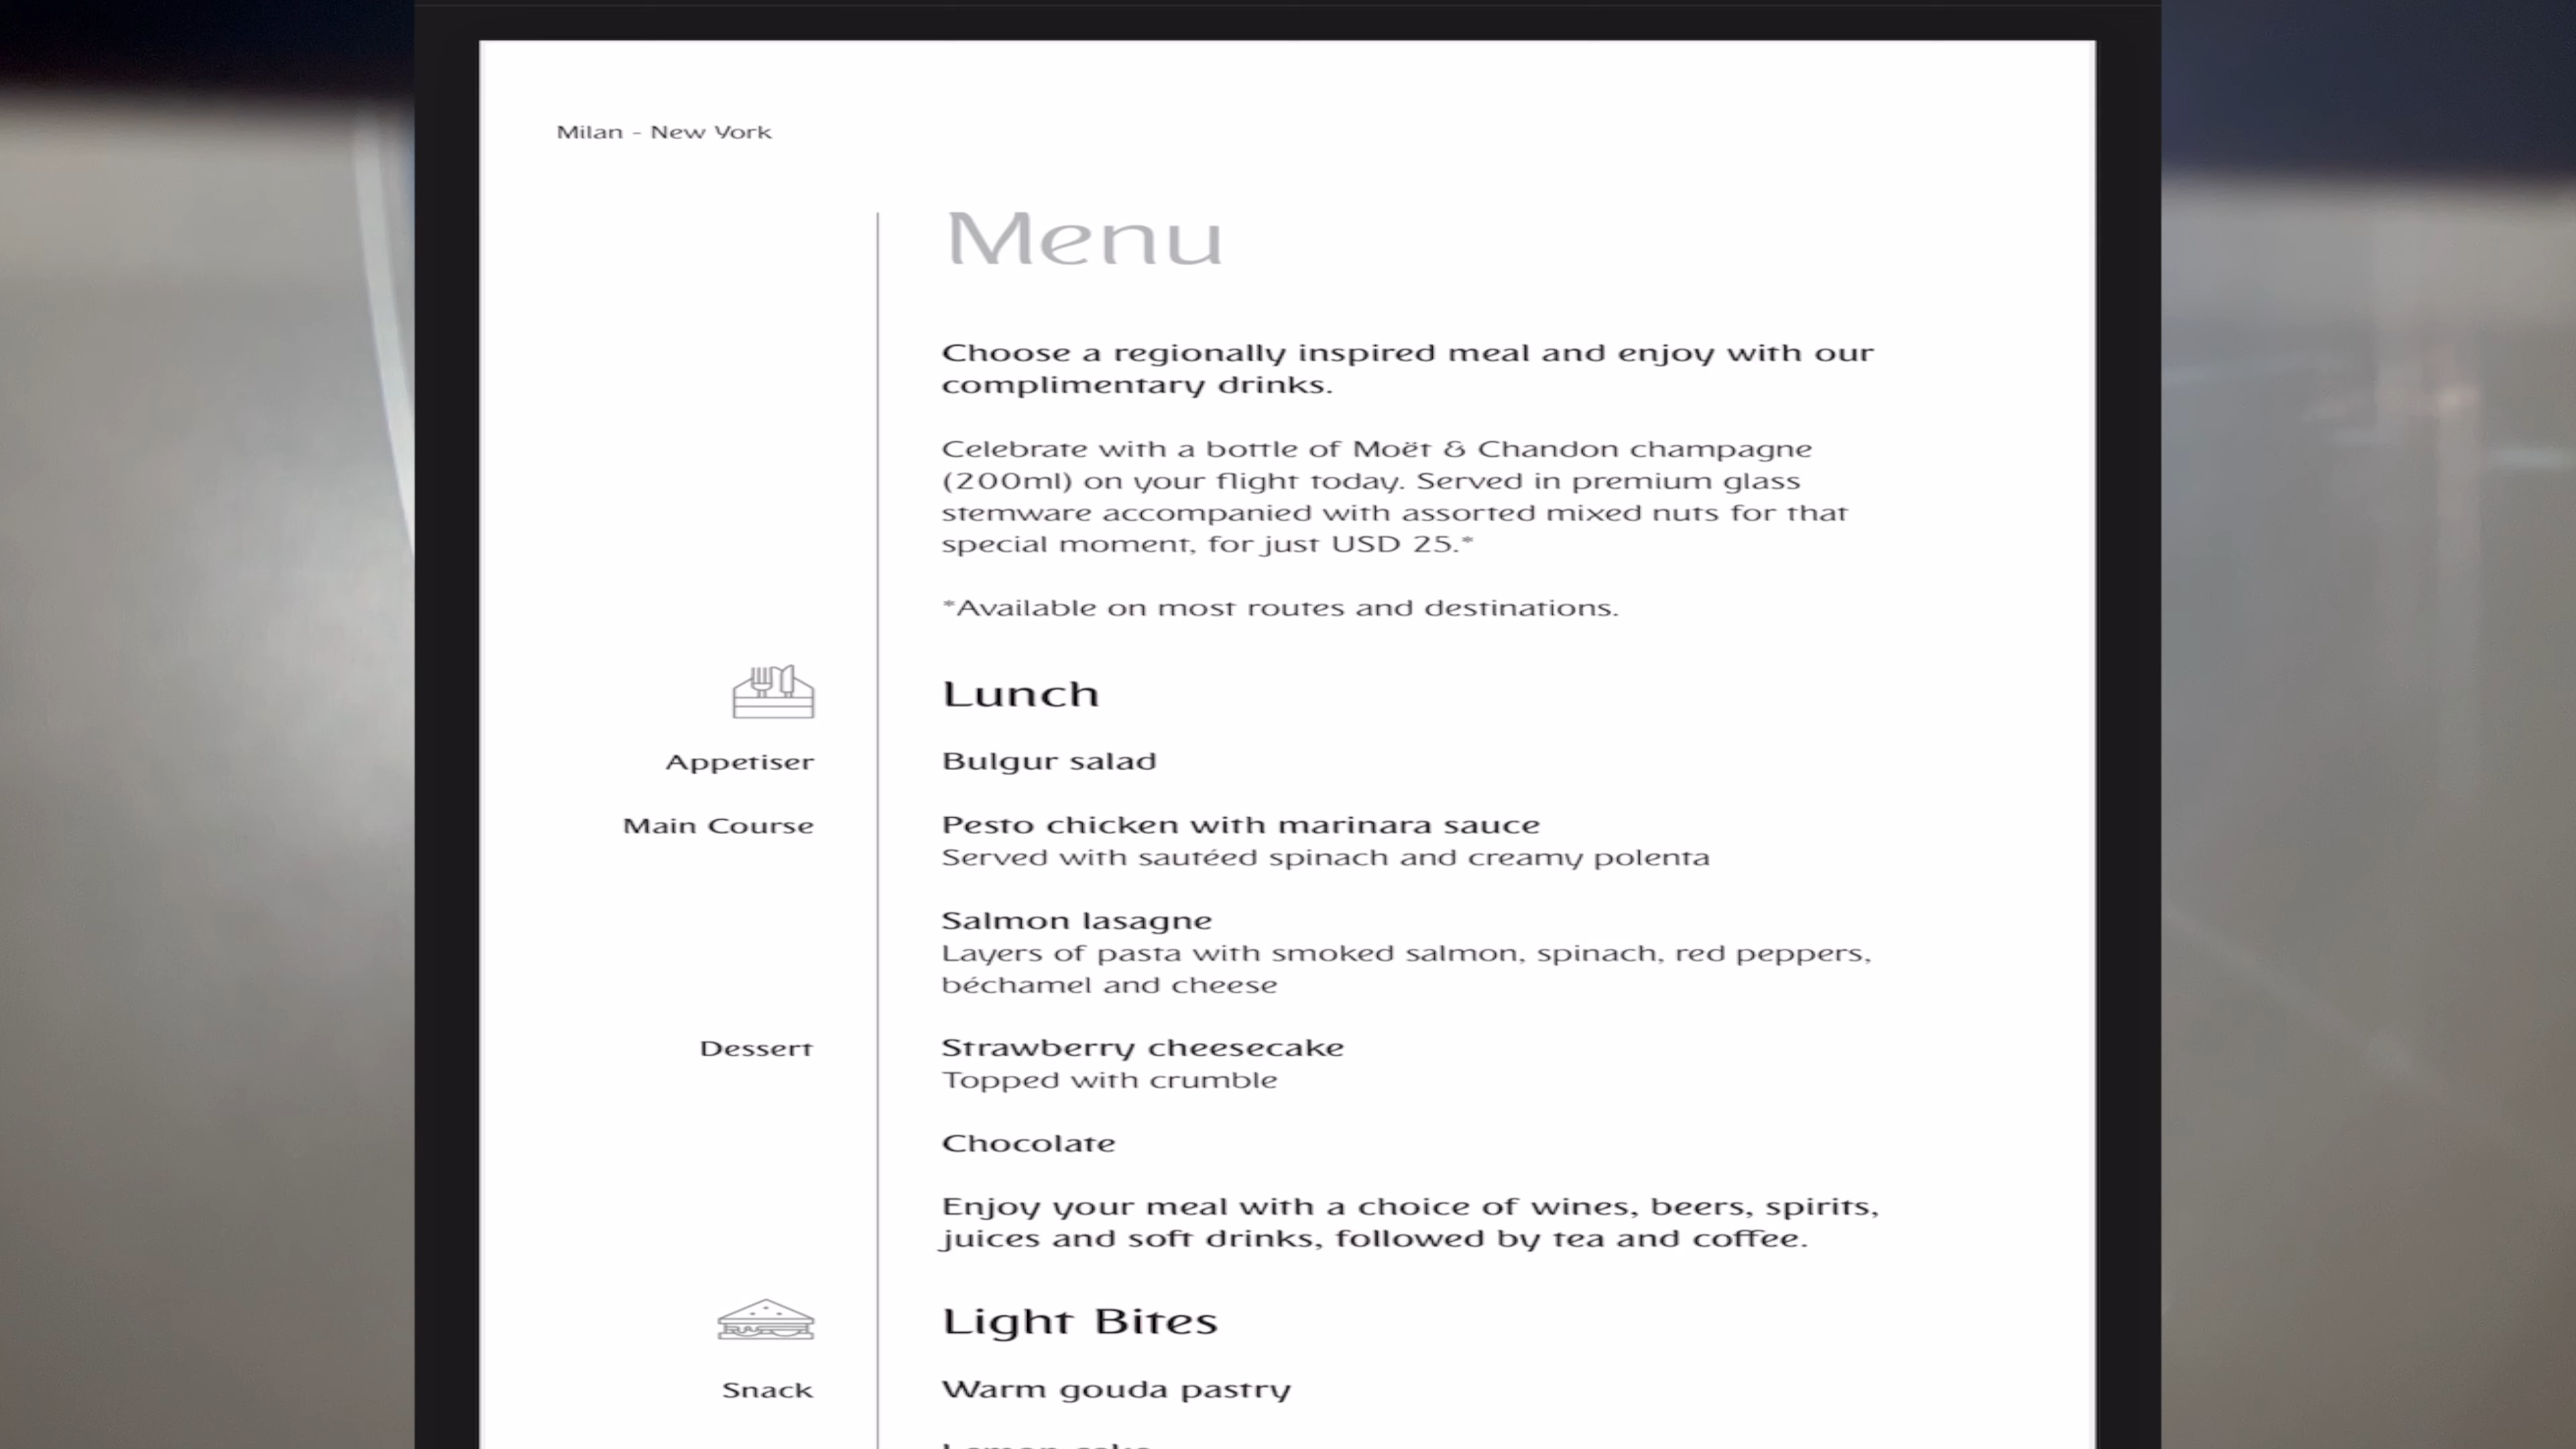 Milan - New York
Menu
Choose a regionally inspired meal and enjoy with our
complimentary drinks.
Celebrate with a bottle of Moët & Chandon champagne
(200ml) on your flight today. Served in premium glass
stemware accompanied with assorted mixed nuts for that
special moment, for just USD 25.*
*Available on most routes and destinations.
Lunch
Appetiser Bulgur salad
Main Course Pesto chicken with marinara sauce
Served with sautéed spinach and creamy polenta
Salmon lasagne
Layers of pasta with smoked salmon, spinach, red peppers,
béchamel and cheese
Dessert Strawberry cheesecake
Topped with crumble
Chocolate
Enjoy your meal with a choice of wines, beers, spirits,
juices and soft drinks, followed by tea and coffee.
Light Bites
Snack Warm gouda pastry